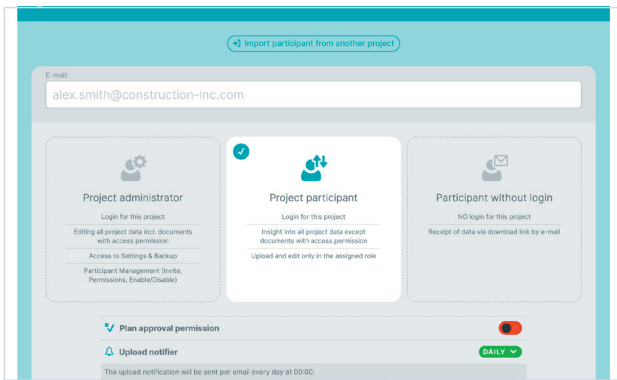 Import participant from another project
E-mail:
alex.smith@construction-inc.com
Project administrator
Login for this project
Editing all project data incl. documents
with access permission
Access to Settings & Backup
Participant Management (Invite,
Permissions, Enable/Disable)
Project participant
Login for this project
Insight into all project data except
documents with access permission
Upload and edit only in the assigned role
Participant without login
NO login for this project
Receipt of data via download link by e-mail
Plan approval permission
Upload notifier
DAILY
The upload notification will be sent per email every day at 00:00.